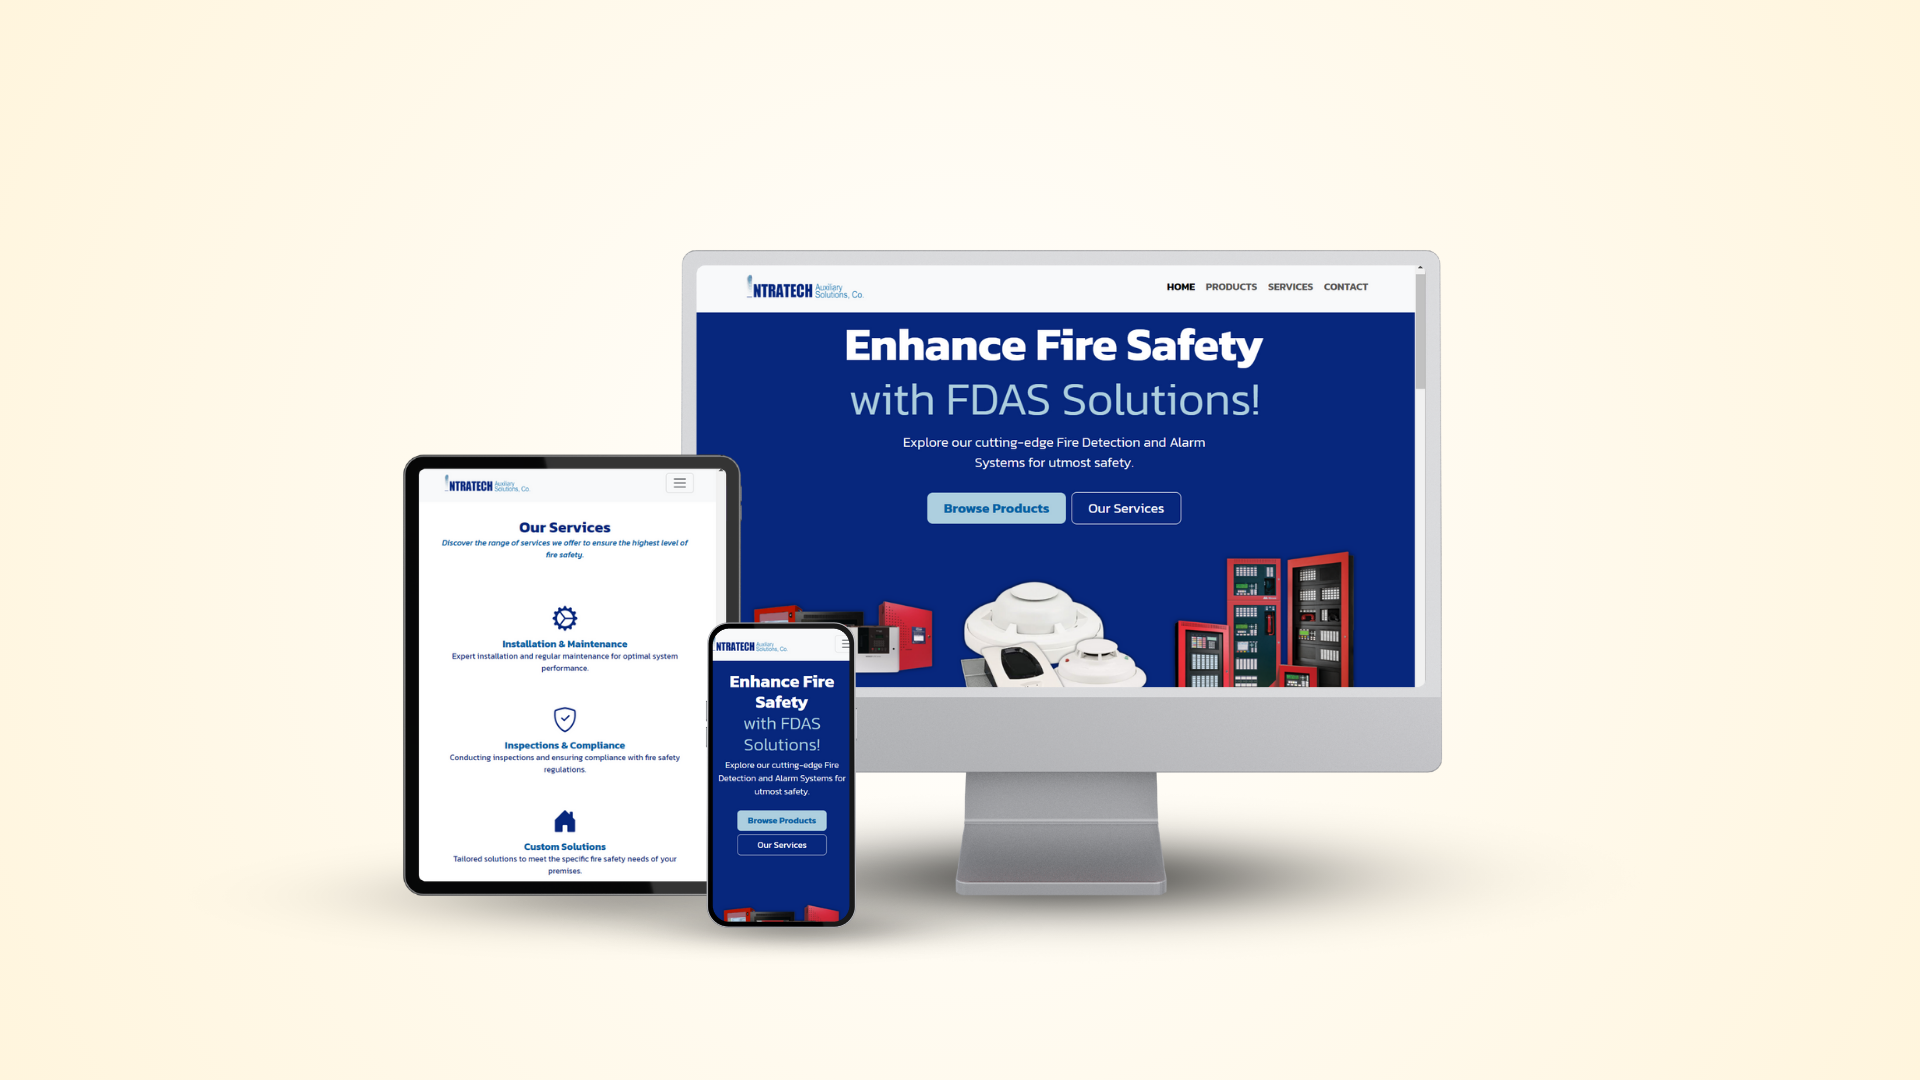 NTRATECH Auxiliary Solutions, Co.
HOME PRODUCTS SERVICES CONTACT
Enhance Fire Safety
with FDAS Solutions!
Explore our cutting-edge Fire Detection and Alarm
Systems for utmost safety.
Browse Products Our Services
NTRATECH Auxiliary Solutions, Co.
Our Services
Discover the range of services we offer to ensure the highest level of
fire safety.
Installation & Maintenance
Expert installation and regular maintenance for optimal system
performance.
Inspections & Compliance
Conducting inspections and ensuring compliance with fire safety
regulations.
Custom Solutions
Tailored solutions to meet the specific fire safety needs of your
premises.
NTRATECH Auxiliary Solutions, Co.
Enhance Fire
Safety
with FDAS
Solutions!
Explore our cutting-edge Fire
Detection and Alarm Systems for
utmost safety.
Browse Products
Our Services